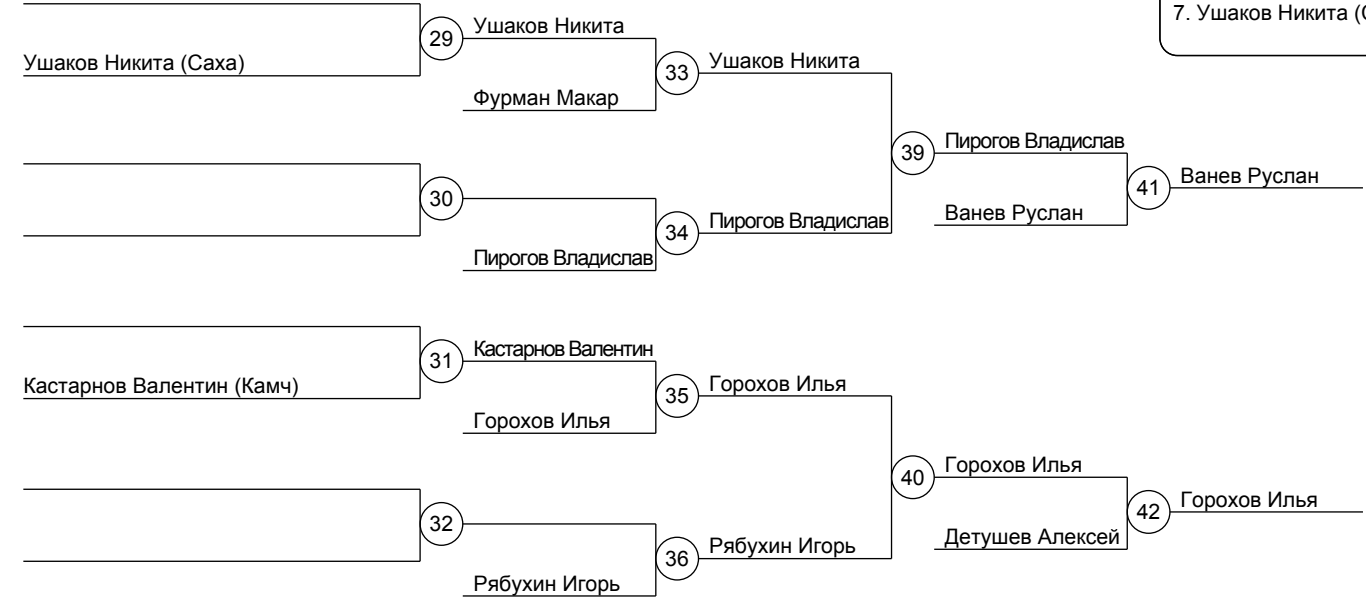 7. Ушаков Никита (
29
Ушаков Никита
Ушаков Никита (Саха)
33
Ушаков Никита
Фурман Макар
39
Пирогов Владислав
41
Ванев Руслан
30
34
Пирогов Владислав
Ванев Руслан
Пирогов Владислав
31
Кастарнов Валентин
Кастарнов Валентин (Камч)
35
Горохов Илья
Горохов Илья
40
Горохов Илья
42
Горохов Илья
32
Детушев Алексей
36
Рябухин Игорь
Рябухин Игорь